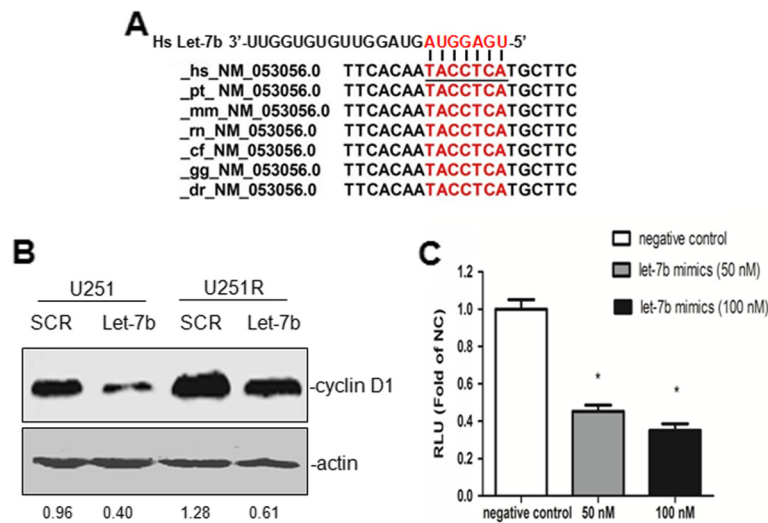 A
Hs Let-7b 3'-UUGGUGUGUUGGAUGAUGGAGU-5'
_hs_NM_053056.0 TTCACAATACCTCATGCTTC
_pt_ NM_053056.0 TTCACAATACCTCATGCTTC
_mm_NM_053056.0 TTCACAATACCTCATGCTTC
_rn_NM_053056.0 TTCACAATACCTCATGCTTC
_cf_NM_053056.0 TTCACAATACCTCATGCTTC
_gg_NM_053056.0 TTCACAATACCTCATGCTTC
_dr_NM_053056.0 TTCACAATACCTCATGCTTC
B
U251 U251R
SCR Let-7b SCR Let-7b
-cyclin D1
-actin
0.96 0.40 1.28 0.61
C
negative control
let-7b mimics (50 nM)
let-7b mimics (100 nM)
RLU (Fold of NC)
1.2
1.0
0.8
0.6
0.4
0.2
0.0
* *
negative control 50 nM 100 nM